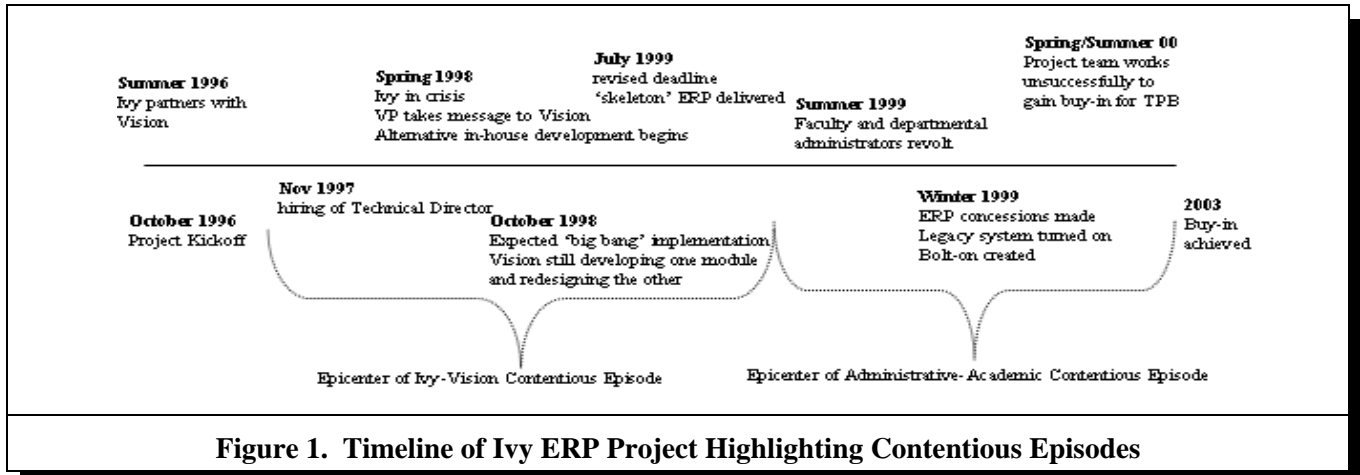 Summer 1996
Ivy partners with
Vision
Spring 1998
Ivy in crisis
VP takes message to Vision
Alternative in-house development begins
July 1999
revised deadline
‘skeleton’ ERP delivered
Summer 1999
Faculty and departmental
administrators revolt
Spring/Summer 00
Project team works
unsuccessfully to
gain buy-in for TPB
October 1996
Project Kickoff
Nov 1997
hiring of Technical Director
October 1998
Expected ‘big bang’ implementation
Vision still developing one module
and redesigning the other
Winter 1999
ERP concessions made
Legacy system turned on
Bolt-on created
2003
Buy-in
achieved
Epicenter of Ivy-Vision Contentious Episode
Epicenter of Administrative-Academic Contentious Episode
Figure 1. Timeline of Ivy ERP Project Highlighting Contentious Episodes